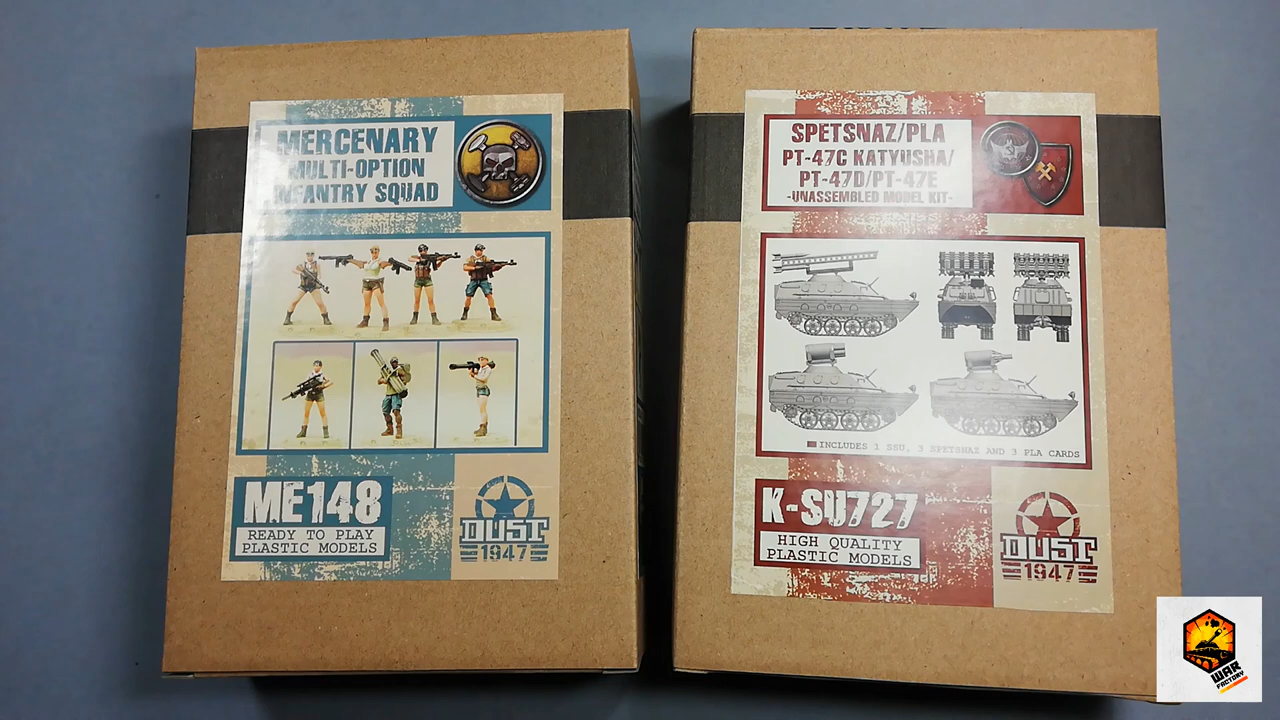 MERCENARY
MULTI-OPTION
INFANTRY SQUAD
ME148
READY TO PLAY
PLASTIC MODELS
DUST
1947
SPETSNAZ/PLA
PT-47C KATYUSHA/
PT-47D/PT-47E
-UNASSEMBLED MODEL KIT-
INCLUDES 1 SSU, 3 SPETSNAZ AND 3 PLA CARDS
K-SU727
HIGH QUALITY
PLASTIC MODELS
DUST
1947
WAR
FACTORY